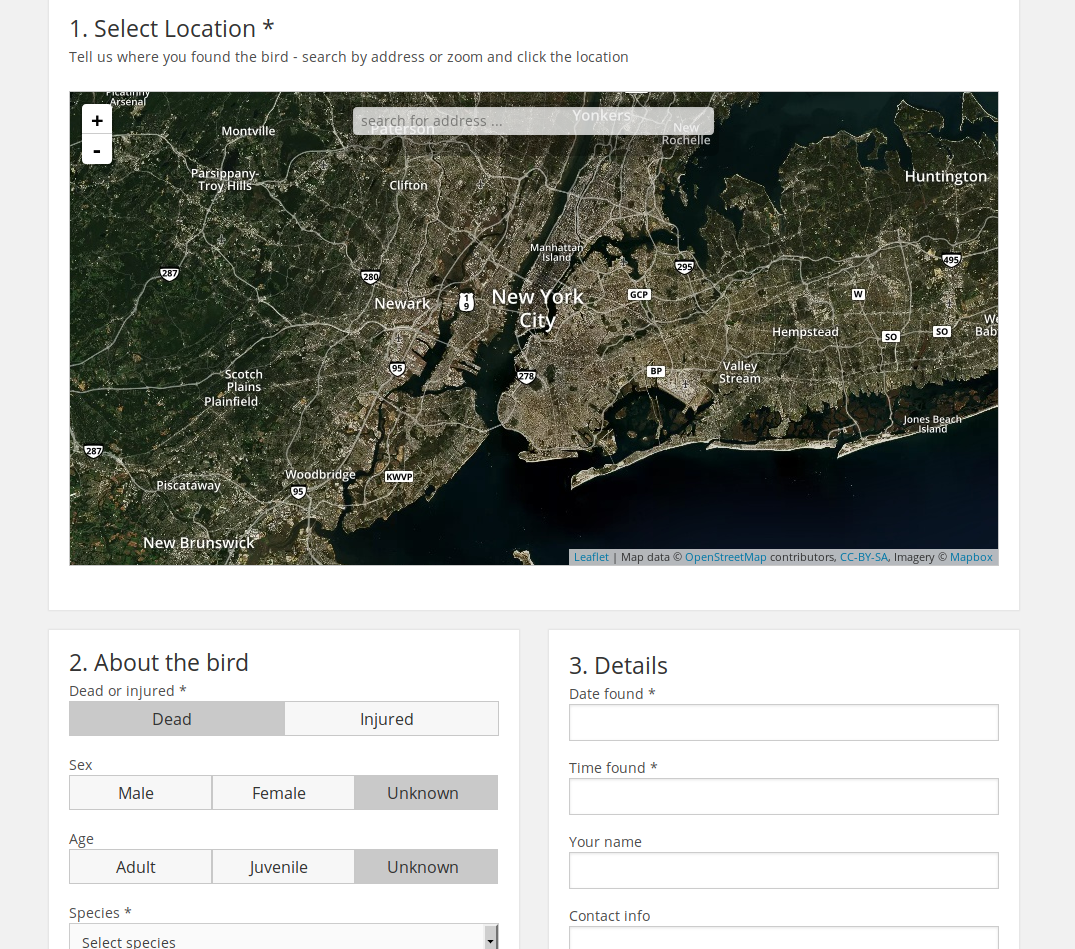 1. Select Location *
Tell us where you found the bird - search by address or zoom and click the location
Picatinny
Arsenal
+
-
search for address ...
Yonkers
Paterson
New
Rochelle
Montville
Parsippany-
Troy Hills
Clifton
Huntington
Manhattan
Island
287
280
295
495
Newark
1
9
New York
City
GCP
W
Hempstead
SO
SO
We
Bab
95
278
BP
Valley
Stream
Scotch
Plains
Plainfield
Jones Beach
Island
287
Woodbridge
KWVP
Piscataway
95
New Brunswick
Leaflet | Map data © OpenStreetMap contributors, CC-BY-SA, Imagery © Mapbox
2. About the bird
Dead or injured *
Dead
Injured
Sex
Male
Female
Unknown
Age
Adult
Juvenile
Unknown
Species *
Select species
3. Details
Date found *
Time found *
Your name
Contact info